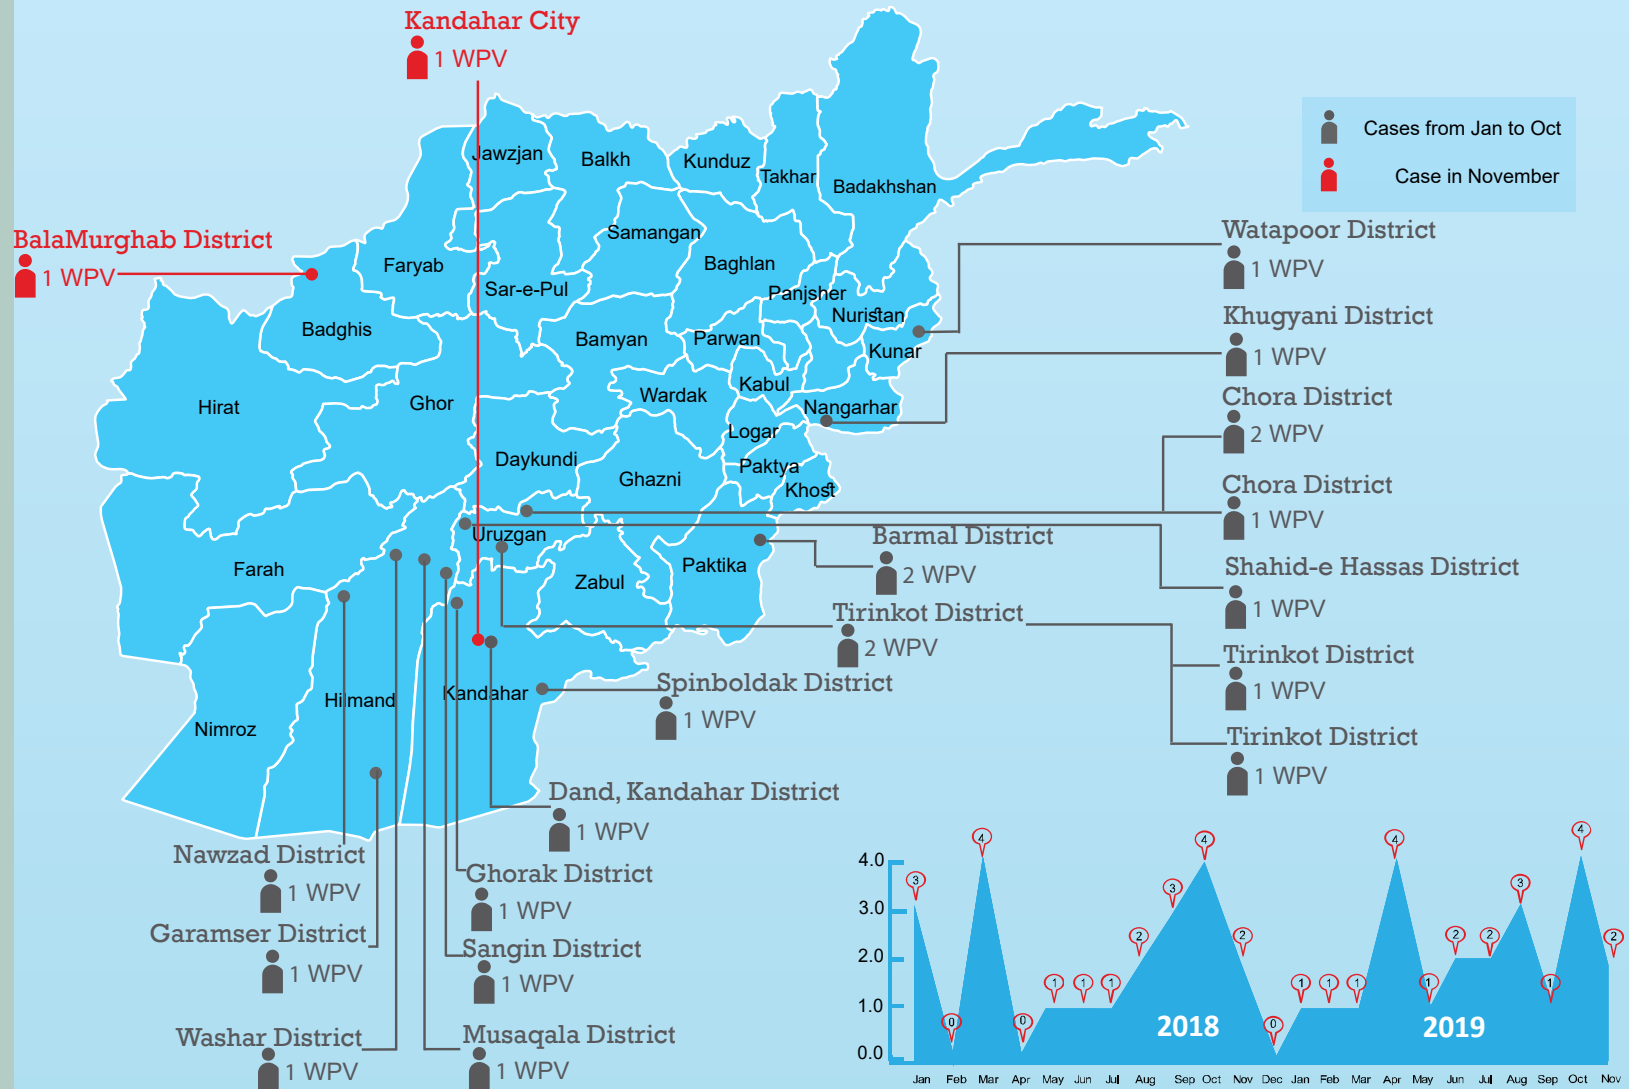 Kandahar City
1 WPV
Cases from Jan to Oct
Case in November
BalaMurghab District
1 WPV
Jawzjan
Balkh
Kunduz
Takhar
Badakhshan
Faryab
Samangan
Sar-e-Pul
Baghlan
Panjsher
Nuristan
Badghis
Bamyan
Parwan
Kunar
Hirat
Ghor
Wardak
Kabul
Nangarhar
Logar
Daykundi
Ghazni
Paktya
Khost
Uruzgan
Farah
Zabul
Paktika
Nimroz
Hilmand
Kandahar
Watapoor District
1 WPV
Khugyani District
1 WPV
Chora District
2 WPV
Chora District
1 WPV
Shahid-e Hassas District
1 WPV
Barmal District
2 WPV
Tirinkot District
2 WPV
Tirinkot District
1 WPV
Tirinkot District
1 WPV
Spinboldak District
1 WPV
Dand, Kandahar District
1 WPV
Nawzad District
1 WPV
Ghorak District
1 WPV
Garamser District
1 WPV
Sangin District
1 WPV
Washar District
1 WPV
Musaqala District
1 WPV
4.0
3.0
2.0
1.0
0.0
3 0 4 0 1 1 1 2 3 4 2 0 1 1 1 4 1 2 2 3 1 4 2
2018
2019
Jan Feb Mar Apr May Jun Jul Aug Sep Oct Nov Dec Jan Feb Mar Apr May Jun Jul Aug Sep Oct Nov